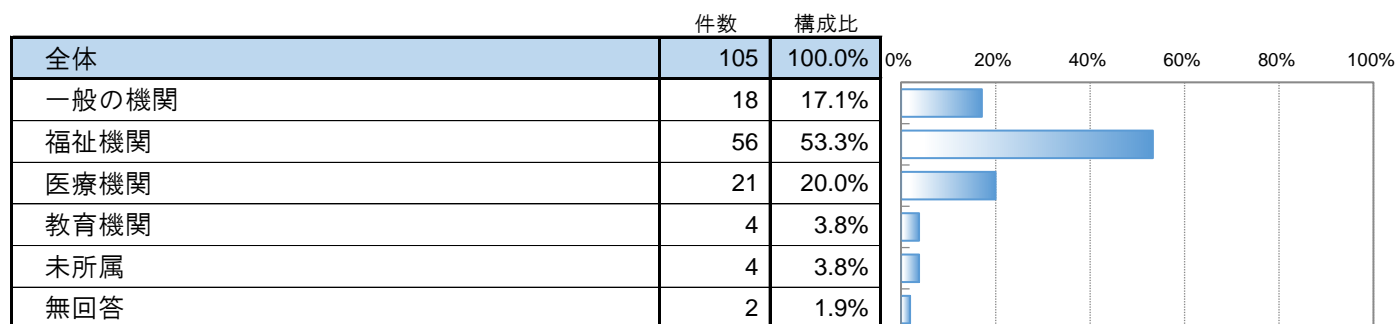 件数 構成比
全体 105 100.0% 0% 20% 40% 60% 80% 100%
一般の機関 18 17.1%
福祉機関 56 53.3%
医療機関 21 20.0%
教育機関 4 3.8%
未所属 4 3.8%
無回答 2 1.9%